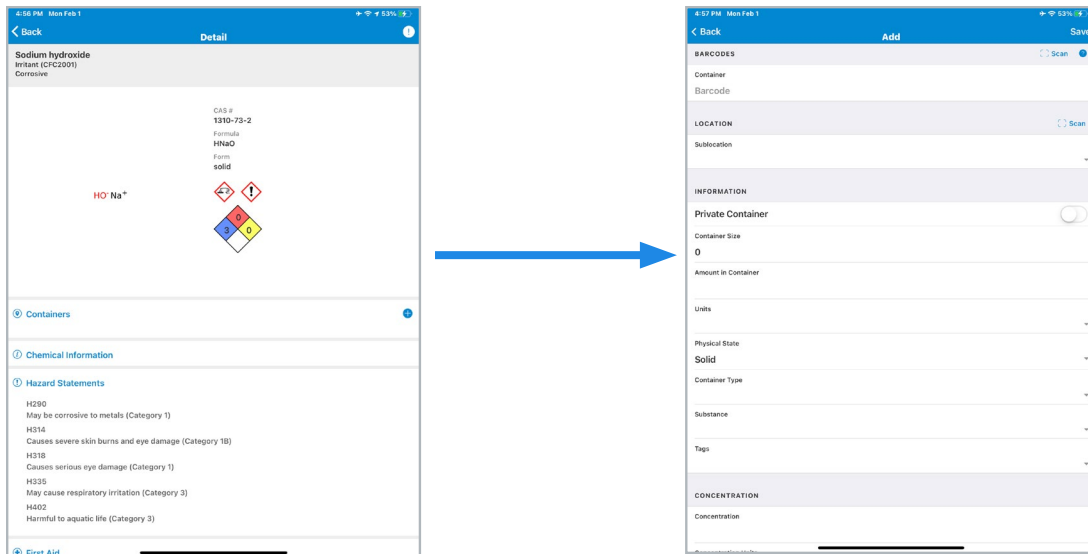 4:56 PM Mon Feb 1
53%
Back
Detail
Sodium hydroxide
Irritant (CFC2001)
Corrosive
CAS #
1310-73-2
Formula
HNaO
Form
solid
HO⁻ Na⁺
0
3 0
Containers
Chemical Information
Hazard Statements
H290
May be corrosive to metals (Category 1)
H314
Causes severe skin burns and eye damage (Category 1B)
H318
Causes serious eye damage (Category 1)
H335
May cause respiratory irritation (Category 3)
H402
Harmful to aquatic life (Category 3)
First Aid
4:57 PM Mon Feb 1
53%
Back
Add
Save
BARCODES
Scan
Container
Barcode
LOCATION
Scan
Sublocation
INFORMATION
Private Container
Container Size
0
Amount in Container
Units
Physical State
Solid
Container Type
Substance
Tags
CONCENTRATION
Concentration